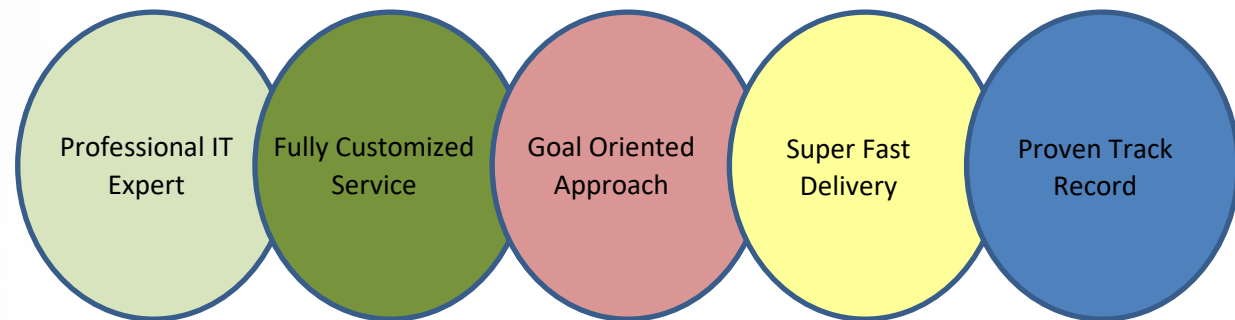 Professional IT
Expert
Fully Customized
Service
Goal Oriented
Approach
Super Fast
Delivery
Proven Track
Record